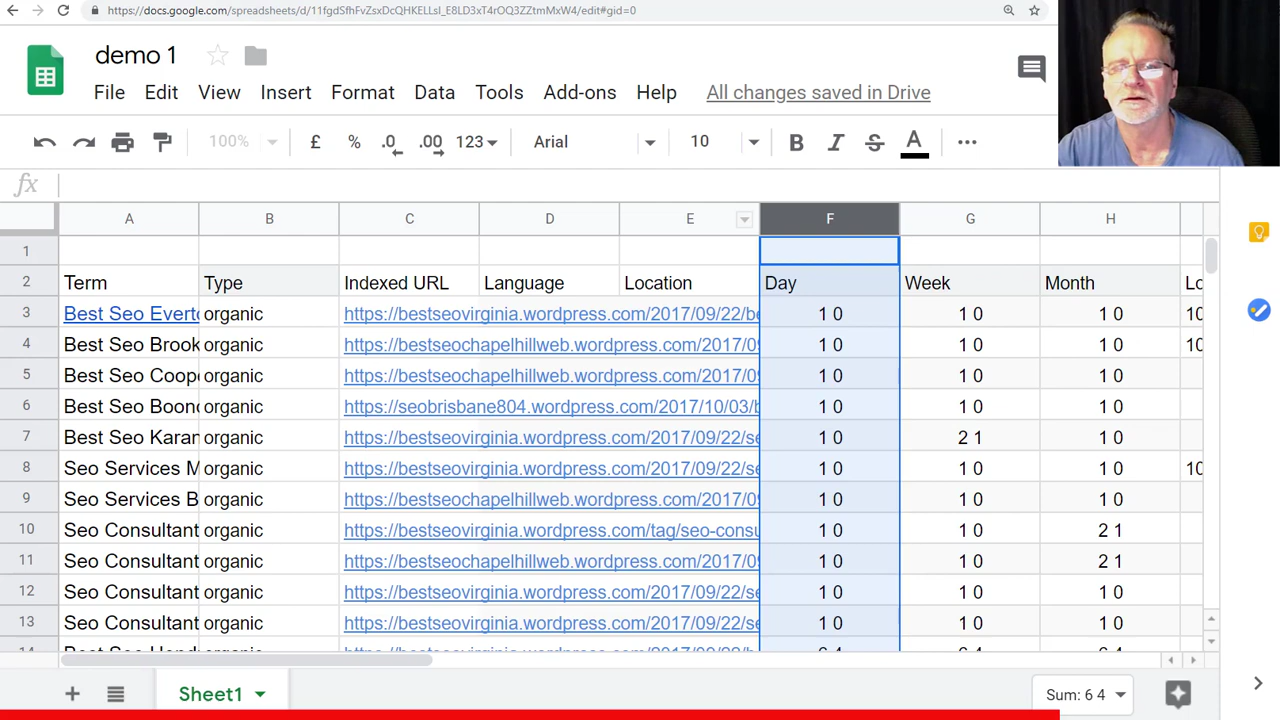 https://docs.google.com/spreadsheets/d/11fgdSfhFvZsxDcQHKELLsl_E8LD3xT4rOQ3ZZtmMxW4/edit#gid=0
demo 1
File Edit View Insert Format Data Tools Add-ons Help All changes saved in Drive
100% £ % .0 .00 123 Arial 10 B I S A
fx
A B C D E F G H
1
2 Term Type Indexed URL Language Location Day Week Month Lo
3 Best Seo Everto organic https://bestseovirginia.wordpress.com/2017/09/22/be 1 0 1 0 1 0 10
4 Best Seo Brook organic https://bestseochapelhillweb.wordpress.com/2017/09 1 0 1 0 1 0 10
5 Best Seo Coope organic https://bestseochapelhillweb.wordpress.com/2017/09 1 0 1 0 1 0
6 Best Seo Boond organic https://seobrisbane804.wordpress.com/2017/10/03/b 1 0 1 0 1 0
7 Best Seo Karan organic https://bestseovirginia.wordpress.com/2017/09/22/se 1 0 2 1 1 0
8 Seo Services M organic https://bestseovirginia.wordpress.com/2017/09/22/se 1 0 1 0 1 0 10
9 Seo Services B organic https://bestseochapelhillweb.wordpress.com/2017/09 1 0 1 0 1 0
10 Seo Consultant organic https://bestseovirginia.wordpress.com/tag/seo-consu 1 0 1 0 2 1
11 Seo Consultant organic https://bestseochapelhillweb.wordpress.com/2017/09 1 0 1 0 2 1
12 Seo Consultant organic https://bestseovirginia.wordpress.com/2017/09/22/se 1 0 1 0 1 0
13 Seo Consultant organic https://bestseovirginia.wordpress.com/2017/09/22/se 1 0 1 0 1 0
Sheet1 Sum: 6 4